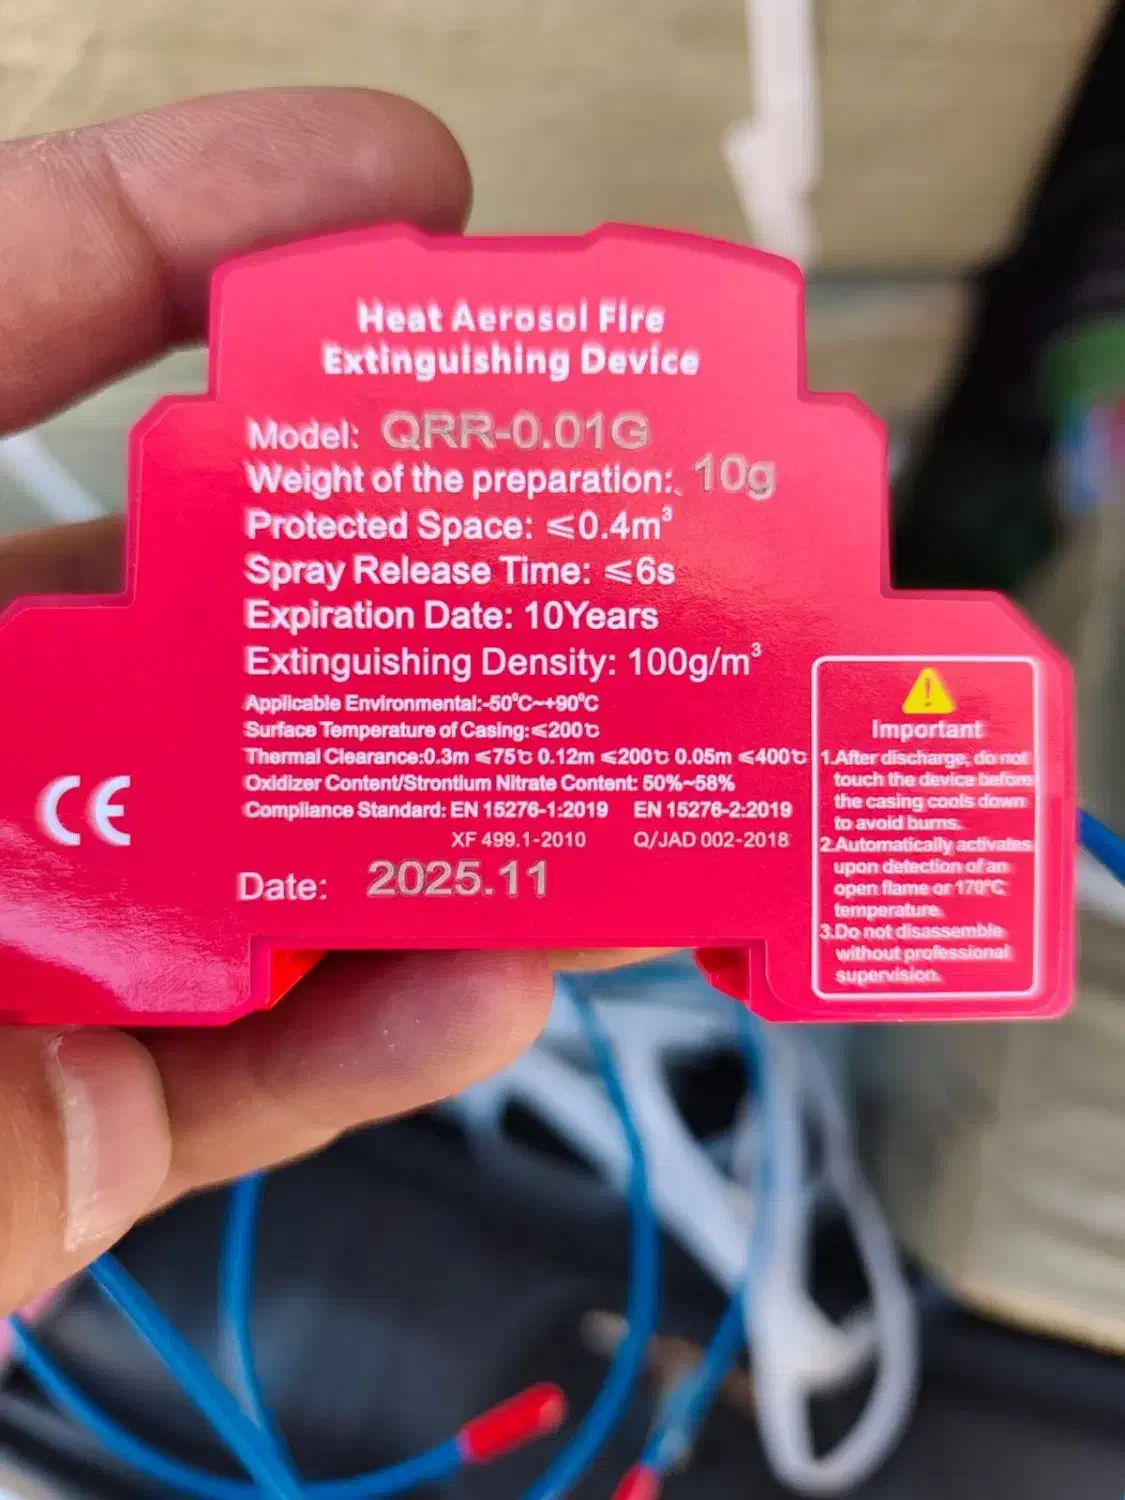 Heat Aerosol Fire
Extinguishing Device
Model: QRR-0.01G
Weight of the preparation: 10g
Protected Space: ≤0.4m³
Spray Release Time: ≤6s
Expiration Date: 10Years
Extinguishing Density: 100g/m³
Applicable Environmental:-50°C~+90°C
Surface Temperature of Casing:≤200℃
Thermal Clearance:0.3m ≤75℃ 0.12m ≤200℃ 0.05m ≤400℃
Oxidizer Content/Strontium Nitrate Content: 50%~58%
Compliance Standard: EN 15276-1:2019 EN 15276-2:2019
XF 499.1-2010 Q/JAD 002-2018
Date: 2025.11
CE
Important
1.After discharge, do not
touch the device before
the casing cools down
to avoid burns.
2.Automatically activates
upon detection of an
open flame or 170°C
temperature.
3.Do not disassemble
without professional
supervision.